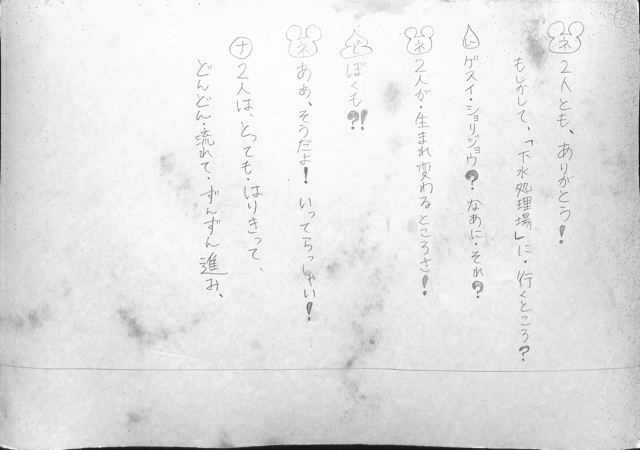 ネ 2人とも、ありがとう!
もしかして、「下水処理場」に・行くところ?
に ゲスイ・ショリジョウ? なあに・それ?
ネ 2人が・生まれ変わるところさ!
ど ぼくも?!
ネ ああ、そうだよ! いってらっしゃい!
ナ 2人は、とっても・はりきって、
どんどん・流れて・ずんずん進み、